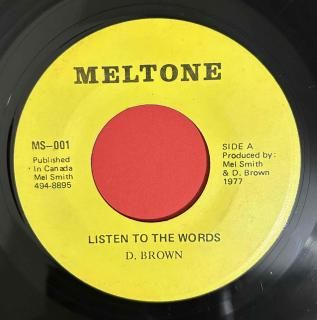 MELTONE
MS-001
Published
In Canada
Mel Smith
494-8895
SIDE A
Produced by:
Mel Smith
& D. Brown
1977
LISTEN TO THE WORDS
D. BROWN